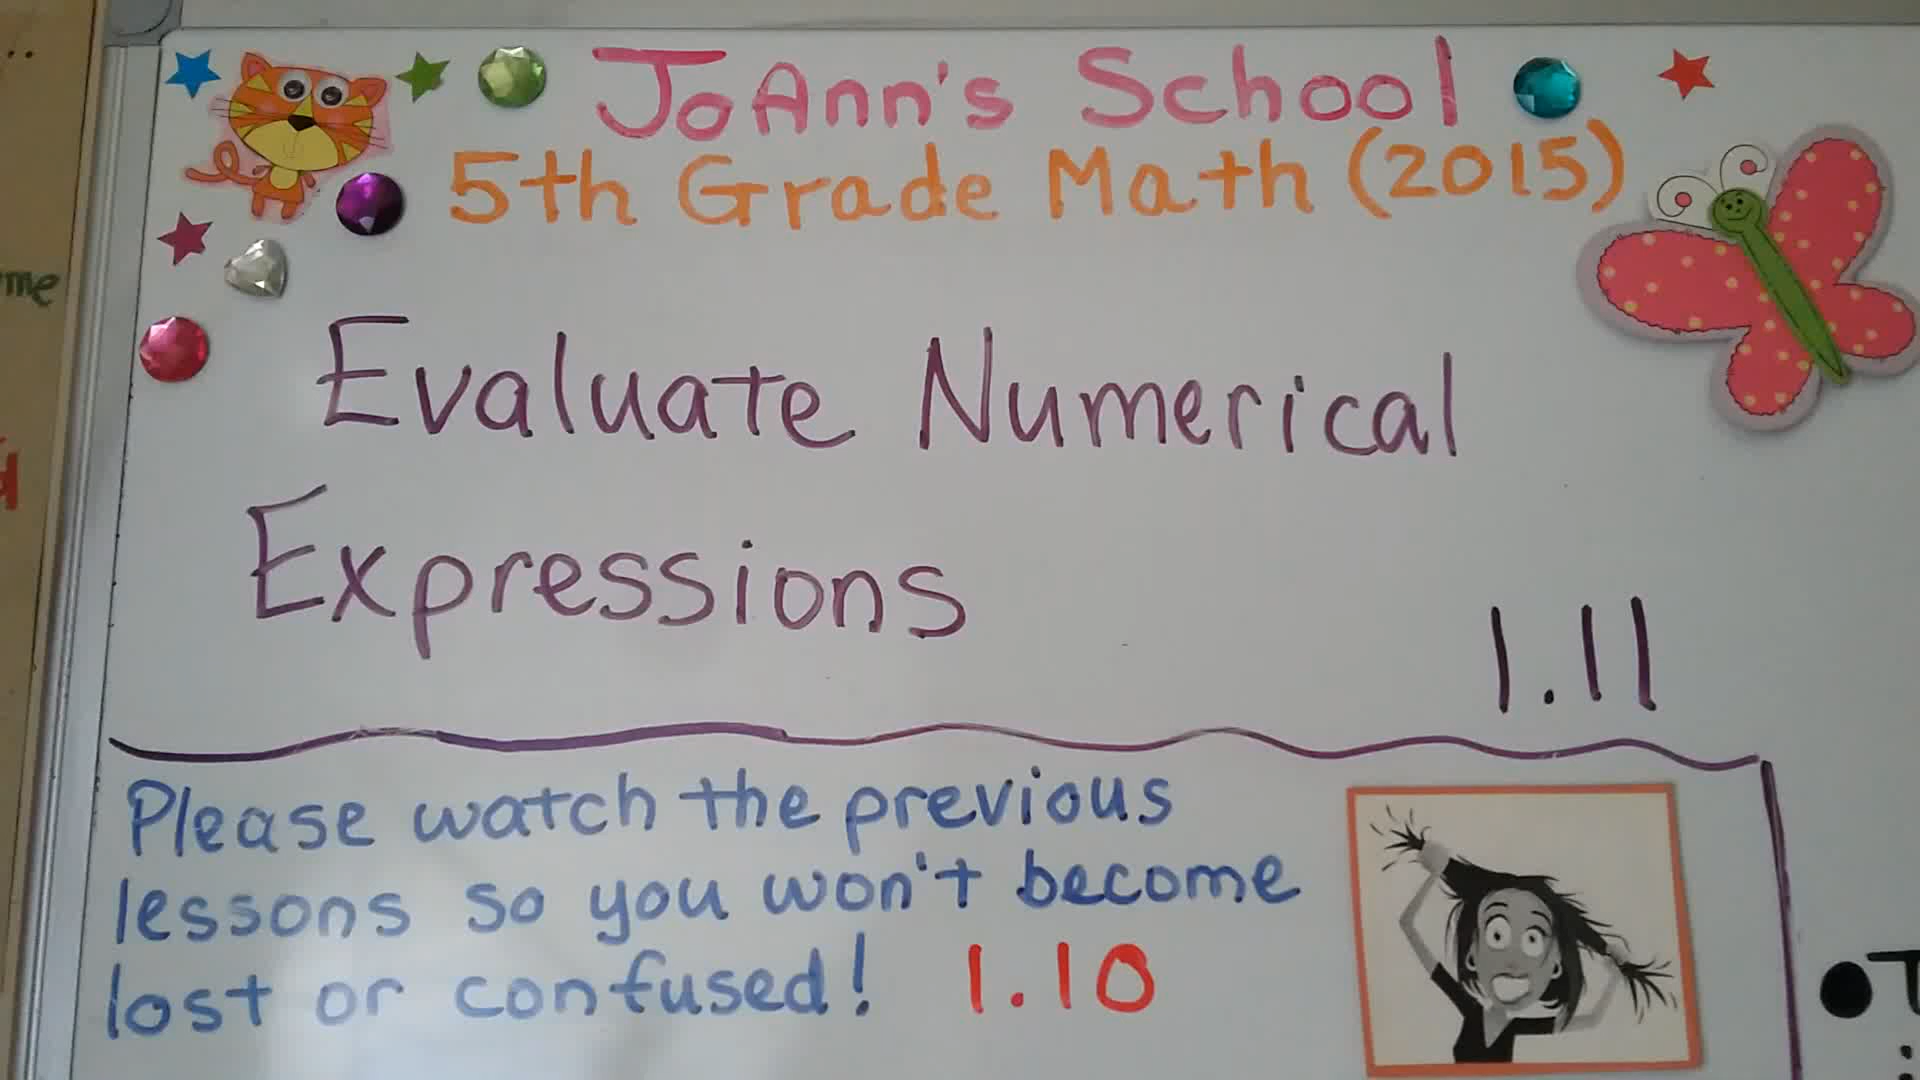 JoAnn's School
5th Grade Math (2015)
Evaluate Numerical
Expressions
1.11
Please watch the previous
lessons so you won't become
lost or confused! 1.10
me